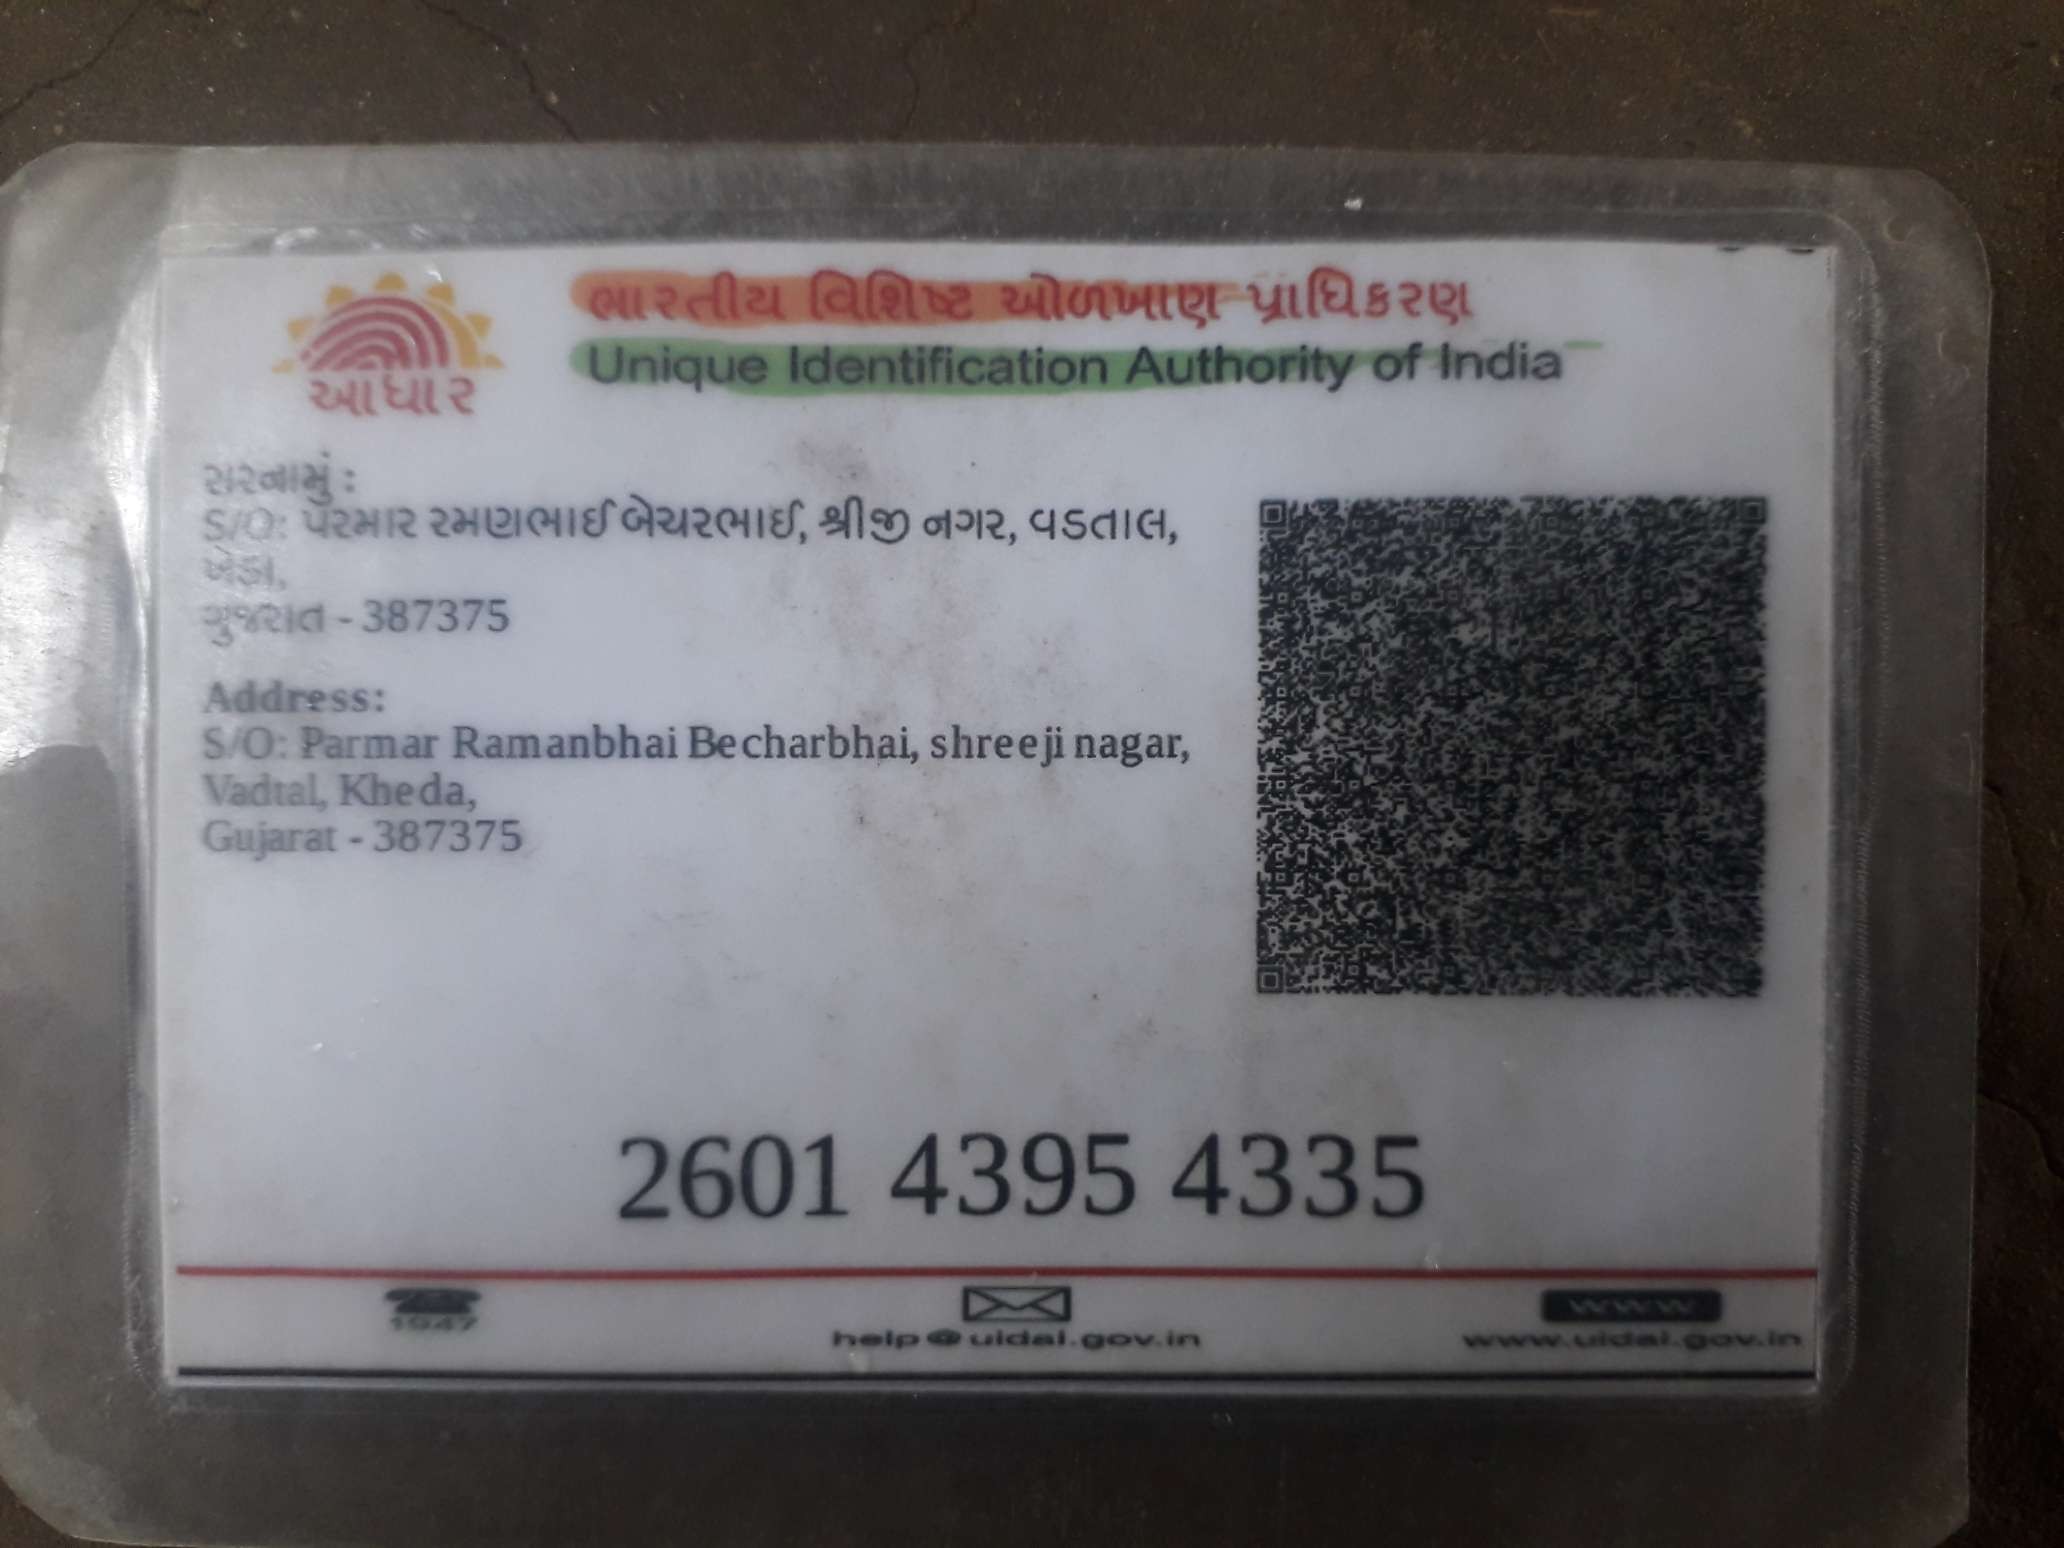 આધાર
ભારતીય વિશિષ્ટ ઓળખાણ પ્રાધિકરણ
Unique Identification Authority of India
સરનામું :
S/O: પરમાર રમણભાઈ બેચરભાઈ, શ્રીજી નગર, વડતાલ,
ખેડા,
ગુજરાત - 387375
Address:
S/O: Parmar Ramanbhai Becharbhai, shreeji nagar,
Vadtal, Kheda,
Gujarat - 387375
2601 4395 4335
1947
help@uidai.gov.in
www
www.uidai.gov.in